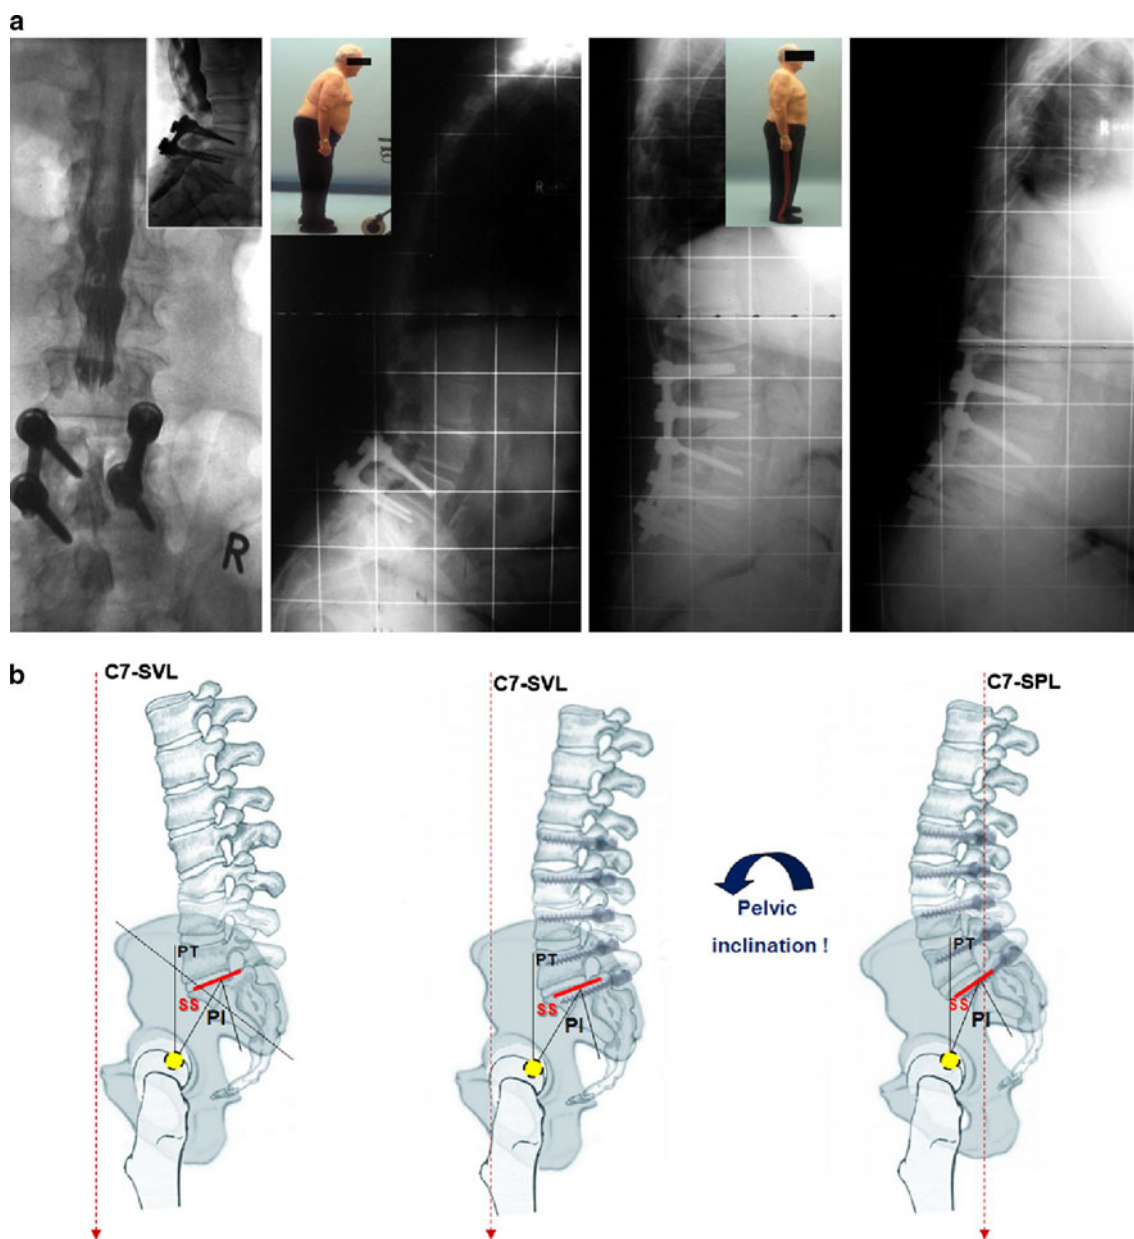 a
R
R
R
b
C7-SVL
C7-SVL
C7-SPL
PT
SS
PI
PT
SS
PI
Pelvic
inclination !
PT
SS
PI